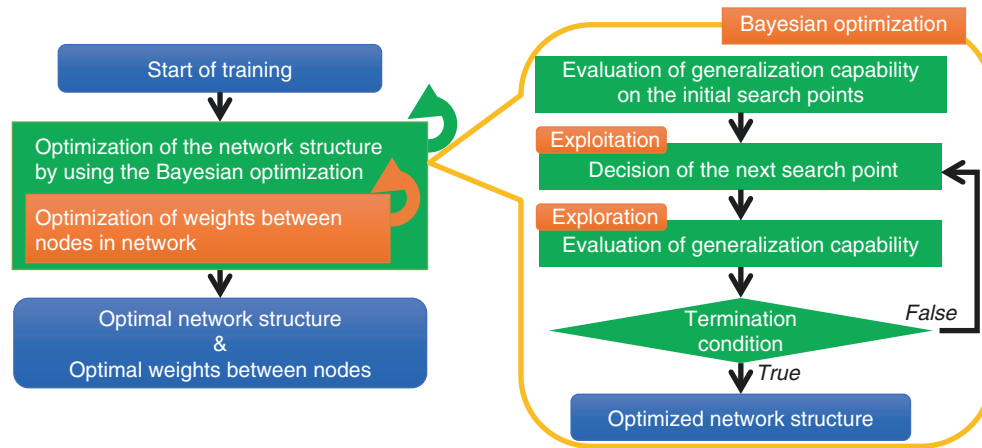 Start of training
Optimization of the network structure
by using the Bayesian optimization
Optimization of weights between
nodes in network
Optimal network structure
&
Optimal weights between nodes
Bayesian optimization
Evaluation of generalization capability
on the initial search points
Exploitation
Decision of the next search point
Exploration
Evaluation of generalization capability
Termination
condition
False
True
Optimized network structure